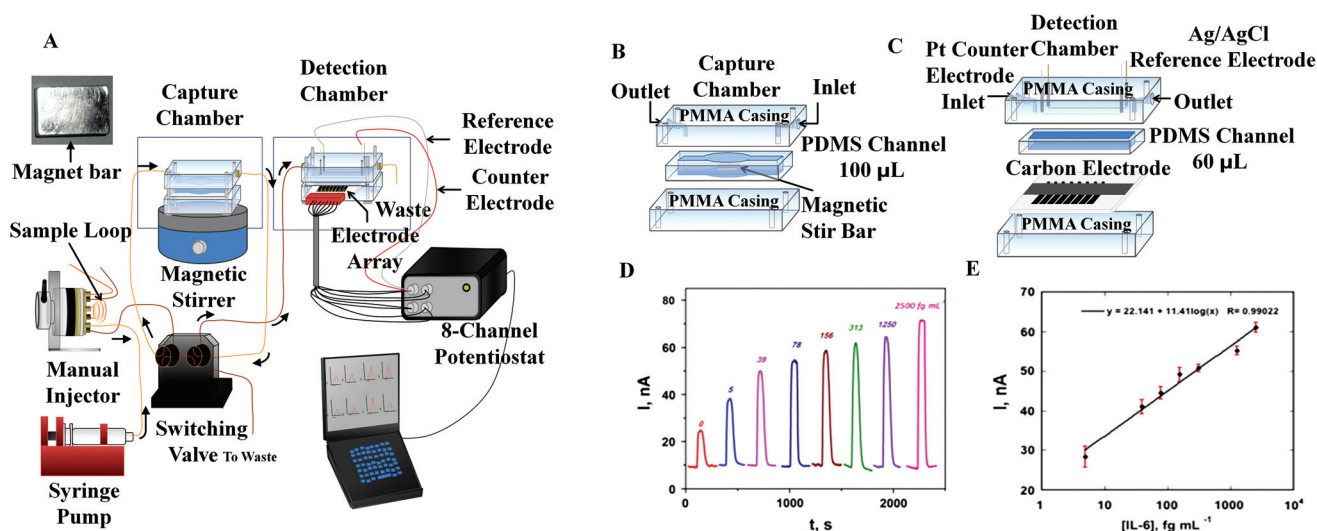 A
Magnet bar
Capture
Chamber
Detection
Chamber
Reference
Electrode
Counter
Electrode
Waste
Electrode
Array
Sample Loop
Magnetic
Stirrer
Manual
Injector
8-Channel
Potentiostat
Switching
Valve To Waste
Syringe
Pump
B
Capture
Chamber
Outlet
Inlet
PMMA Casing
PDMS Channel
100 µL
PMMA Casing
Magnetic
Stir Bar
C
Detection
Chamber
Pt Counter
Electrode
Ag/AgCl
Reference Electrode
Inlet
PMMA Casing
Outlet
PDMS Channel
60 µL
Carbon Electrode
PMMA Casing
D
I, nA
80
60
40
20
0
0
5
39
78
156
313
1250
2500 fg mL⁻¹
0
1000
2000
t, s
E
I, nA
70
60
50
40
30
20
y = 22.141 + 11.41log(x) R= 0.99022
1
10
100
1000
10⁴
[IL-6], fg mL⁻¹